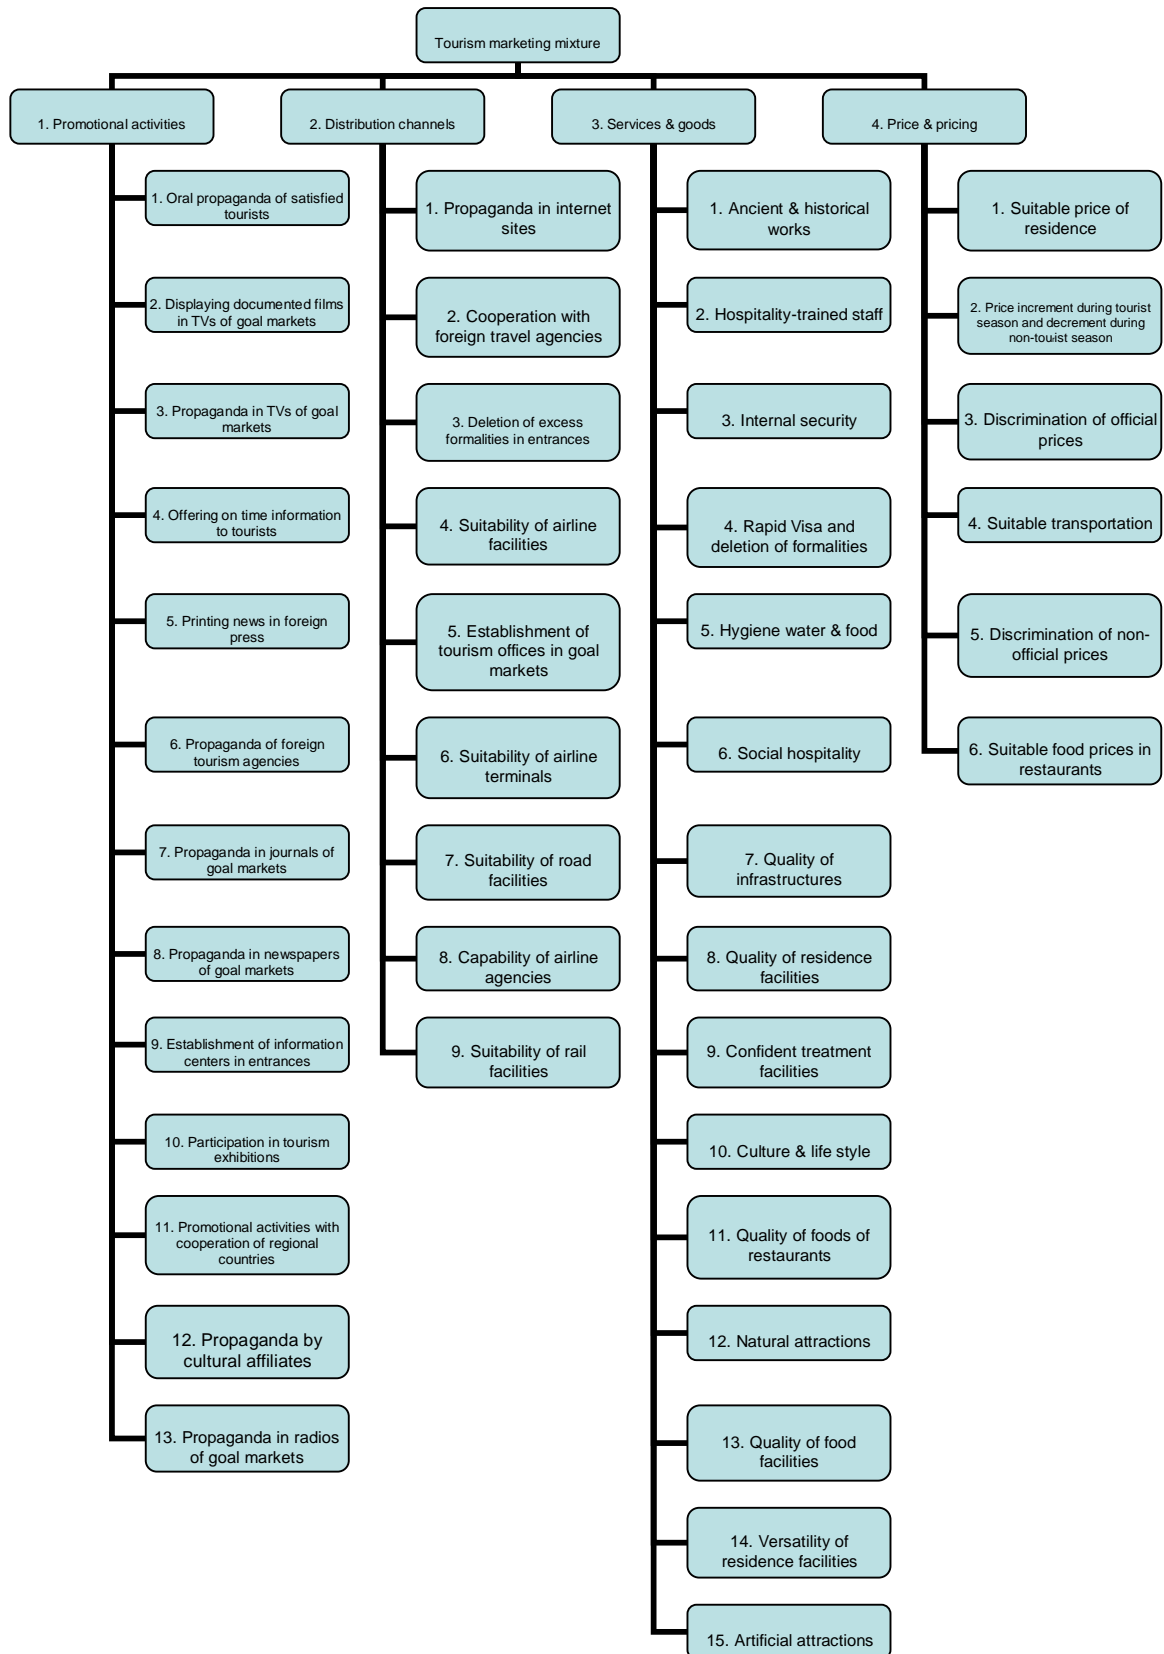 Tourism marketing mixture
1. Promotional activities
2. Distribution channels
3. Services & goods
4. Price & pricing
1. Oral propaganda of satisfied
tourists
2. Displaying documented films
in TVs of goal markets
3. Propaganda in TVs of goal
markets
4. Offering on time information
to tourists
5. Printing news in foreign
press
6. Propaganda of foreign
tourism agencies
7. Propaganda in journals of
goal markets
8. Propaganda in newspapers
of goal markets
9. Establishment of information
centers in entrances
10. Participation in tourism
exhibitions
11. Promotional activities with
cooperation of regional
countries
12. Propaganda by
cultural affiliates
13. Propaganda in radios
of goal markets
1. Propaganda in internet
sites
2. Cooperation with
foreign travel agencies
3. Deletion of excess
formalities in entrances
4. Suitability of airline
facilities
5. Establishment of
tourism offices in goal
markets
6. Suitability of airline
terminals
7. Suitability of road
facilities
8. Capability of airline
agencies
9. Suitability of rail
facilities
1. Ancient & historical
works
2. Hospitality-trained staff
3. Internal security
4. Rapid Visa and
deletion of formalities
5. Hygiene water & food
6. Social hospitality
7. Quality of
infrastructures
8. Quality of residence
facilities
9. Confident treatment
facilities
10. Culture & life style
11. Quality of foods of
restaurants
12. Natural attractions
13. Quality of food
facilities
14. Versatility of
residence facilities
15. Artificial attractions
1. Suitable price of
residence
2. Price increment during tourist
season and decrement during
non-tourist season
3. Discrimination of official
prices
4. Suitable transportation
5. Discrimination of non-
official prices
6. Suitable food prices in
restaurants